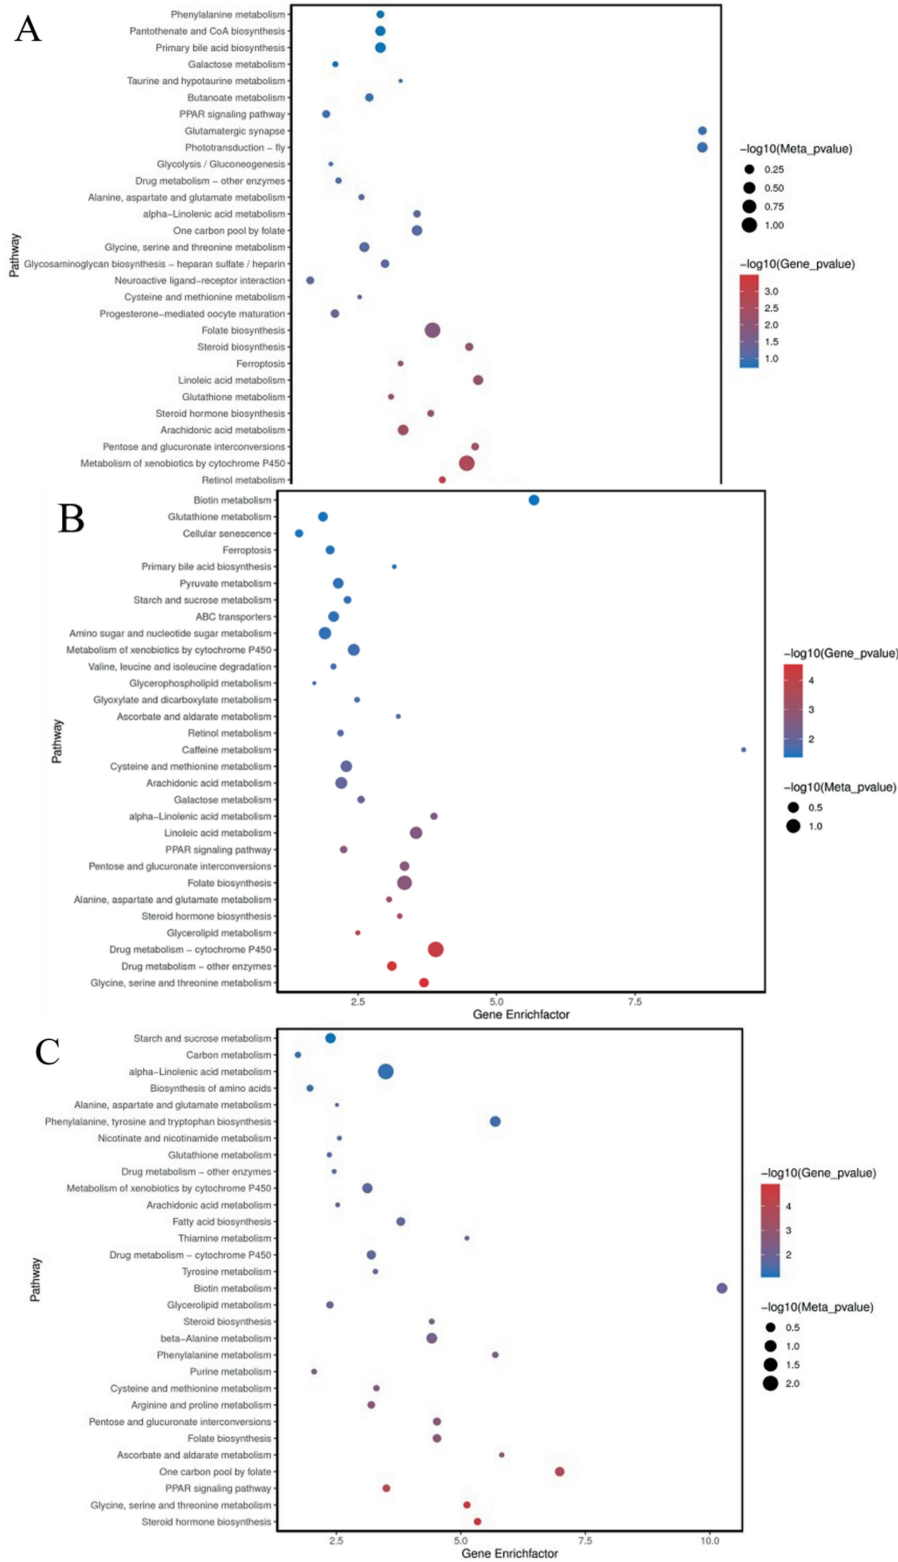 A
Phenylalanine metabolism
Pantothenate and CoA biosynthesis
Primary bile acid biosynthesis
Galactose metabolism
Taurine and hypotaurine metabolism
Butanoate metabolism
PPAR signaling pathway
Glutamatergic synapse
Phototransduction − fly
Glycolysis / Gluconeogenesis
Drug metabolism − other enzymes
Alanine, aspartate and glutamate metabolism
alpha−Linolenic acid metabolism
One carbon pool by folate
Glycine, serine and threonine metabolism
Glycosaminoglycan biosynthesis − heparan sulfate / heparin
Neuroactive ligand−receptor interaction
Cysteine and methionine metabolism
Progesterone−mediated oocyte maturation
Folate biosynthesis
Steroid biosynthesis
Ferroptosis
Linoleic acid metabolism
Glutathione metabolism
Steroid hormone biosynthesis
Arachidonic acid metabolism
Pentose and glucuronate interconversions
Metabolism of xenobiotics by cytochrome P450
Retinol metabolism
Pathway
−log10(Meta_pvalue)
0.25
0.50
0.75
1.00
−log10(Gene_pvalue)
3.0
2.5
2.0
1.5
1.0
B
Biotin metabolism
Glutathione metabolism
Cellular senescence
Ferroptosis
Primary bile acid biosynthesis
Pyruvate metabolism
Starch and sucrose metabolism
ABC transporters
Amino sugar and nucleotide sugar metabolism
Metabolism of xenobiotics by cytochrome P450
Valine, leucine and isoleucine degradation
Glycerophospholipid metabolism
Glyoxylate and dicarboxylate metabolism
Ascorbate and aldarate metabolism
Retinol metabolism
Caffeine metabolism
Cysteine and methionine metabolism
Arachidonic acid metabolism
Galactose metabolism
alpha−Linolenic acid metabolism
Linoleic acid metabolism
PPAR signaling pathway
Pentose and glucuronate interconversions
Folate biosynthesis
Alanine, aspartate and glutamate metabolism
Steroid hormone biosynthesis
Glycerolipid metabolism
Drug metabolism − cytochrome P450
Drug metabolism − other enzymes
Glycine, serine and threonine metabolism
Pathway
2.5 5.0 7.5
Gene Enrichfactor
−log10(Gene_pvalue)
4
3
2
−log10(Meta_pvalue)
0.5
1.0
C
Starch and sucrose metabolism
Carbon metabolism
alpha−Linolenic acid metabolism
Biosynthesis of amino acids
Alanine, aspartate and glutamate metabolism
Phenylalanine, tyrosine and tryptophan biosynthesis
Nicotinate and nicotinamide metabolism
Glutathione metabolism
Drug metabolism − other enzymes
Metabolism of xenobiotics by cytochrome P450
Arachidonic acid metabolism
Fatty acid biosynthesis
Thiamine metabolism
Drug metabolism − cytochrome P450
Tyrosine metabolism
Biotin metabolism
Glycerolipid metabolism
Steroid biosynthesis
beta−Alanine metabolism
Phenylalanine metabolism
Purine metabolism
Cysteine and methionine metabolism
Arginine and proline metabolism
Pentose and glucuronate interconversions
Folate biosynthesis
Ascorbate and aldarate metabolism
One carbon pool by folate
PPAR signaling pathway
Glycine, serine and threonine metabolism
Steroid hormone biosynthesis
Pathway
2.5 5.0 7.5 10.0
Gene Enrichfactor
−log10(Gene_pvalue)
4
3
2
−log10(Meta_pvalue)
0.5
1.0
1.5
2.0